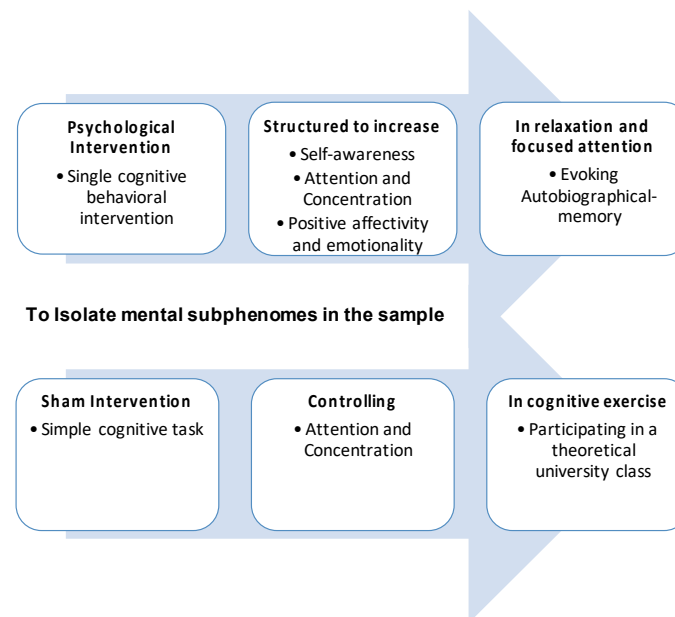 Psychological
Intervention
• Single cognitive
behavioral
intervention
Structured to increase
• Self-awareness
• Attention and
Concentration
• Positive affectivity
and emotionality
In relaxation and
focused attention
• Evoking
Autobiographical-
memory
To Isolate mental subphenomes in the sample
Sham Intervention
• Simple cognitive task
Controlling
• Attention and
Concentration
In cognitive exercise
• Participating in a
theoretical
university class